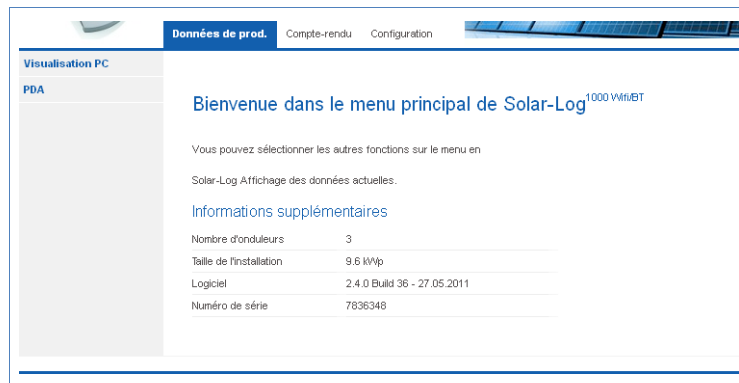 Données de prod. Compte-rendu Configuration
Visualisation PC
PDA
Bienvenue dans le menu principal de Solar-Log 1000 Wifi/BT
Vous pouvez sélectionner les autres fonctions sur le menu en
Solar-Log Affichage des données actuelles.
Informations supplémentaires
Nombre d'onduleurs 3
Taille de l'installation 9.6 kWp
Logiciel 2.4.0 Build 36 - 27.05.2011
Numéro de série 7836348